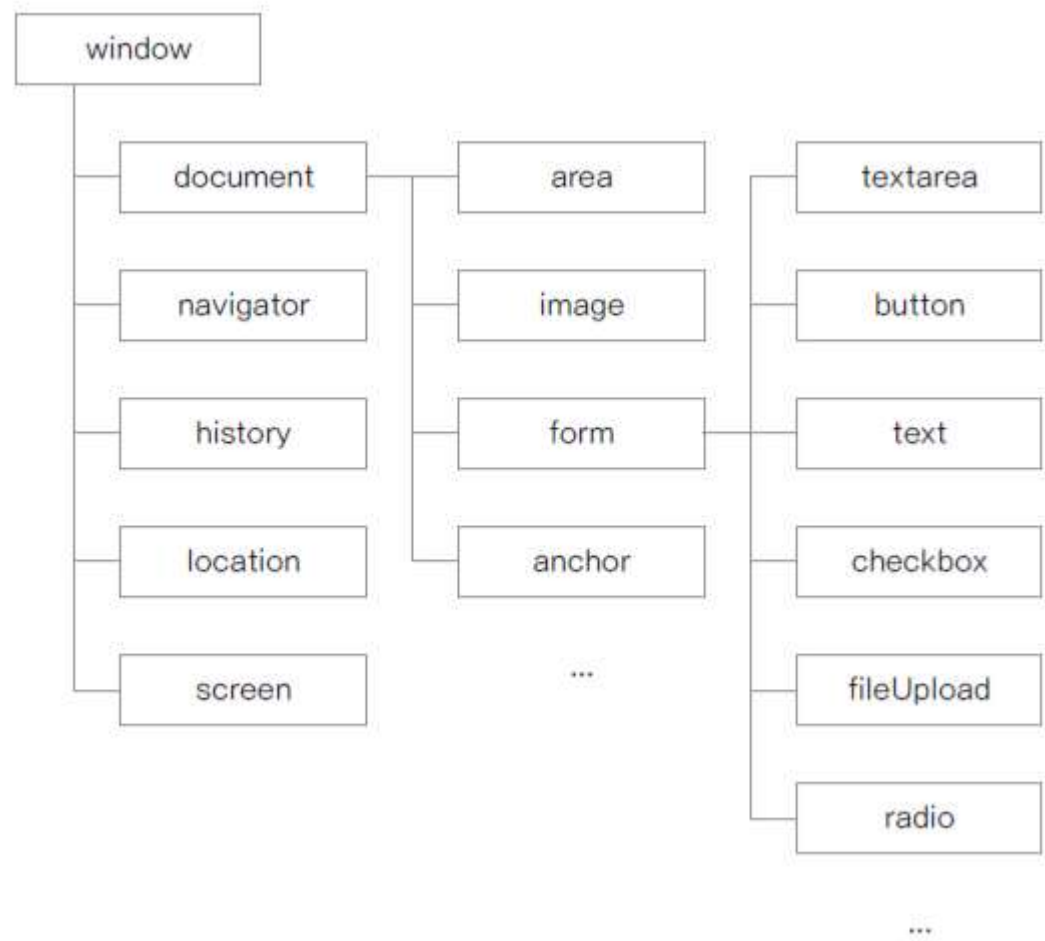 window
document
area
textarea
navigator
image
button
history
form
text
location
anchor
checkbox
screen
...
fileUpload
radio
...